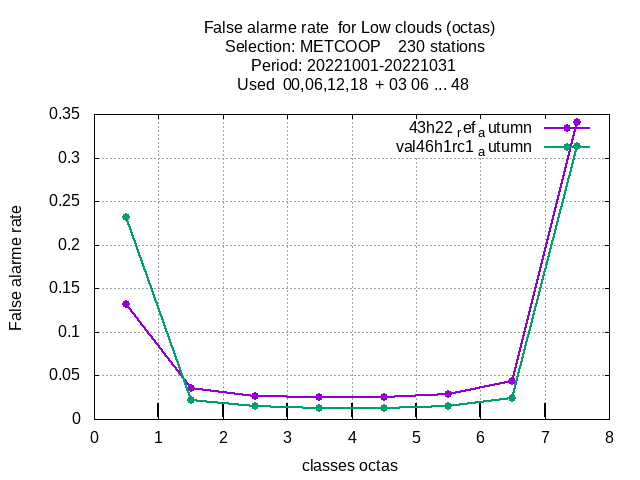 False alarme rate  for Low clouds (octas)
Selection: METCOOP    230 stations
Period: 20221001-20221031
Used  00,06,12,18  + 03 06 ... 48
0.35
0.3
0.25
0.2
0.15
0.1
0.05
0
False alarme rate
43h22 ref a utumn
val46h1rc1 a utumn
0 1 2 3 4 5 6 7 8
classes octas